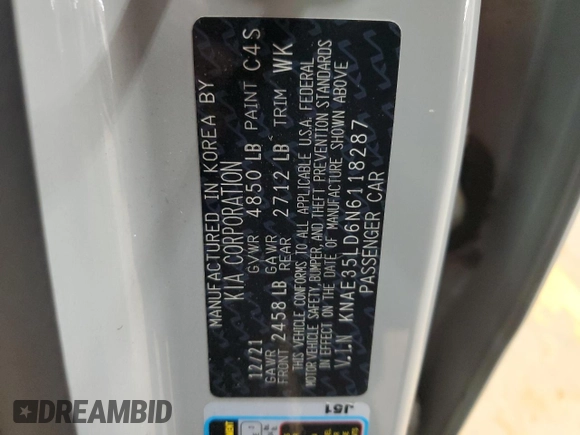 MANUFACTURED IN KOREA BY
KIA CORPORATION
12/21 GVWR 4850 LB PAINT C4S
GAWR FRONT 2458 LB GAWR REAR 2712 LB TRIM WK
THIS VEHICLE CONFORMS TO ALL APPLICABLE U.S.A. FEDERAL
MOTOR VEHICLE SAFETY,BUMPER, AND THEFT PREVENTION STANDARDS
IN EFFECT ON THE DATE OF MANUFACTURE SHOWN ABOVE
V.I.N KNAE35LD6N6118287
PASSENGER CAR
J51
DREAMBID